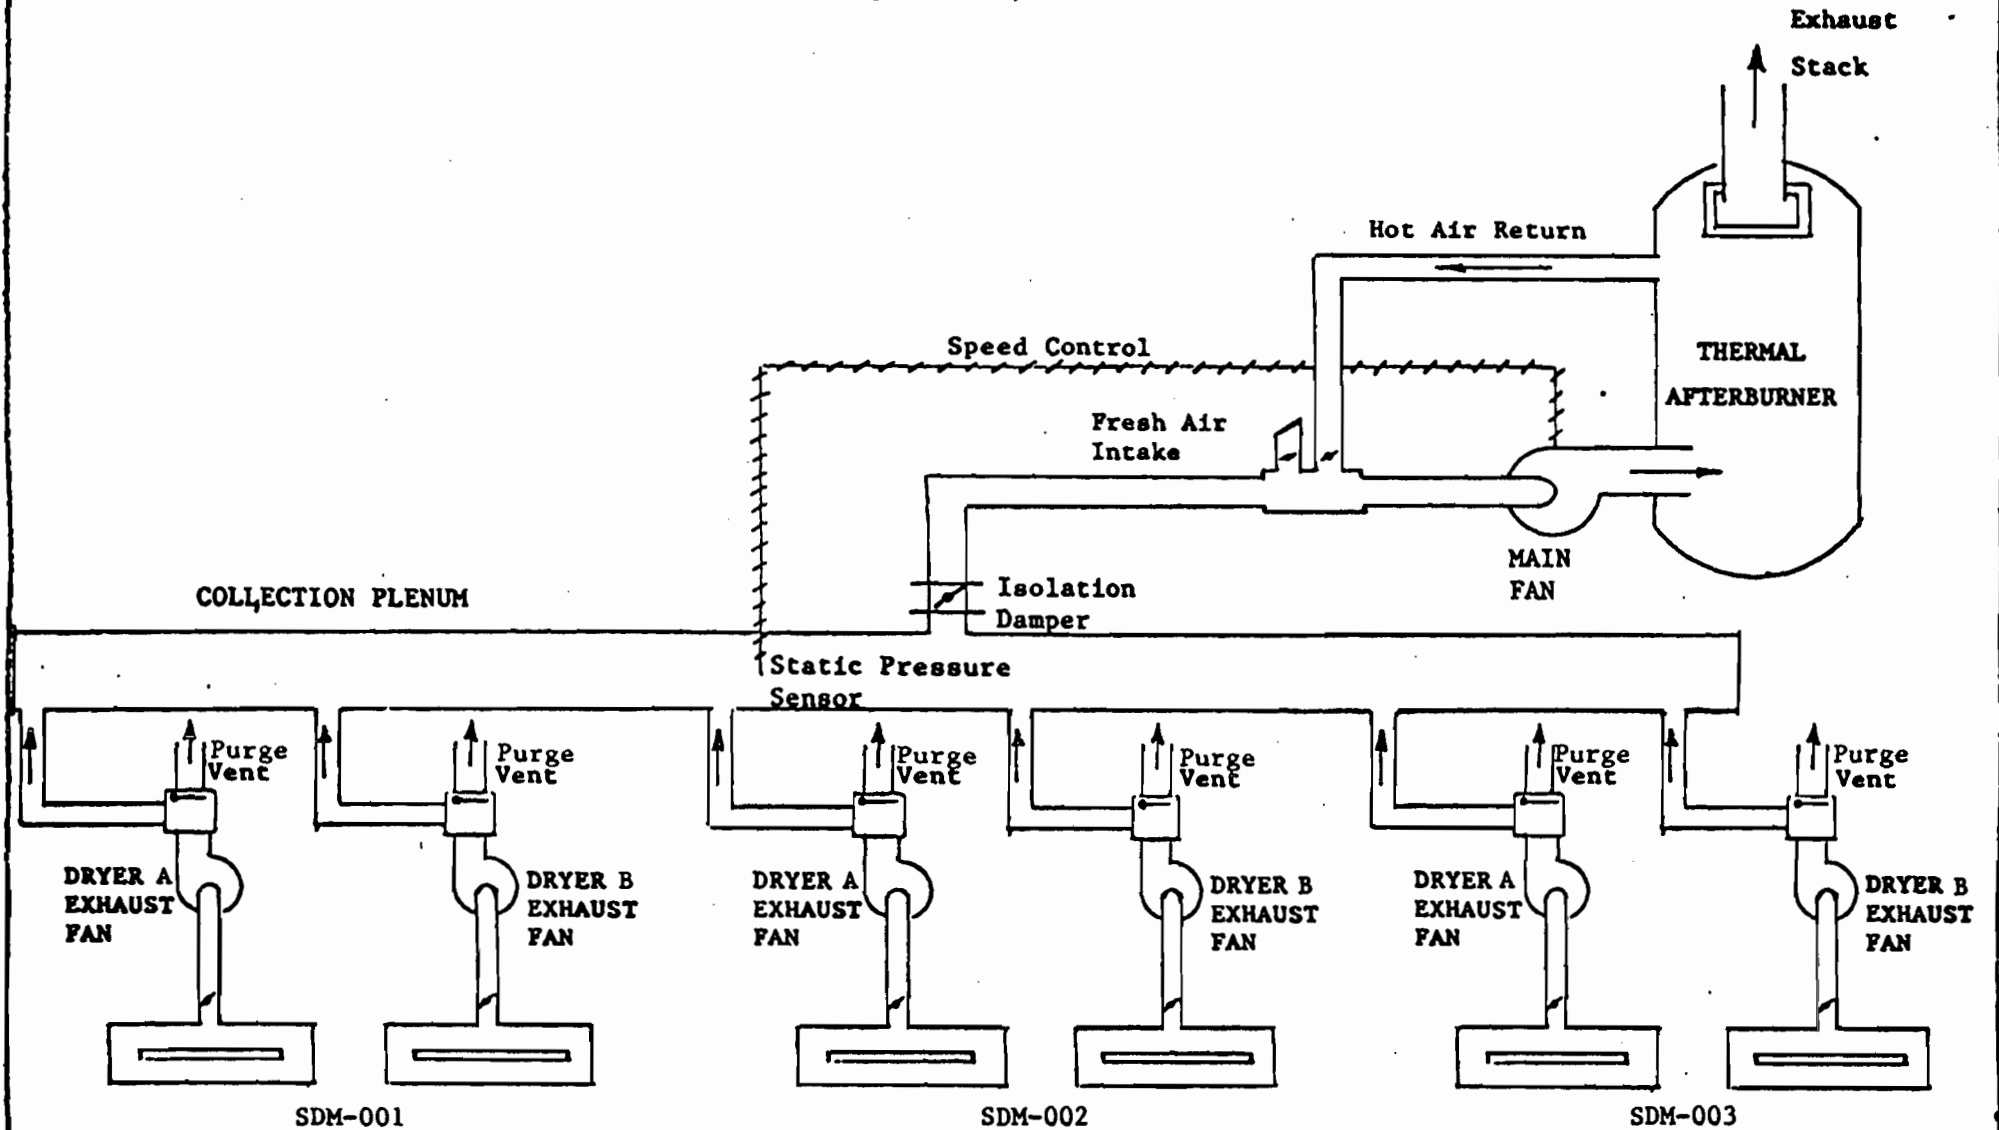 Exhaust
Stack
Hot Air Return
Speed Control
THERMAL
AFTERBURNER
Fresh Air
Intake
MAIN
FAN
Isolation
Damper
COLLECTION PLENUM
Static Pressure
Sensor
Purge
Vent
Purge
Vent
Purge
Vent
Purge
Vent
Purge
Vent
Purge
Vent
DRYER A
EXHAUST
FAN
DRYER B
EXHAUST
FAN
DRYER A
EXHAUST
FAN
DRYER B
EXHAUST
FAN
DRYER A
EXHAUST
FAN
DRYER B
EXHAUST
FAN
SDM-001
SDM-002
SDM-003